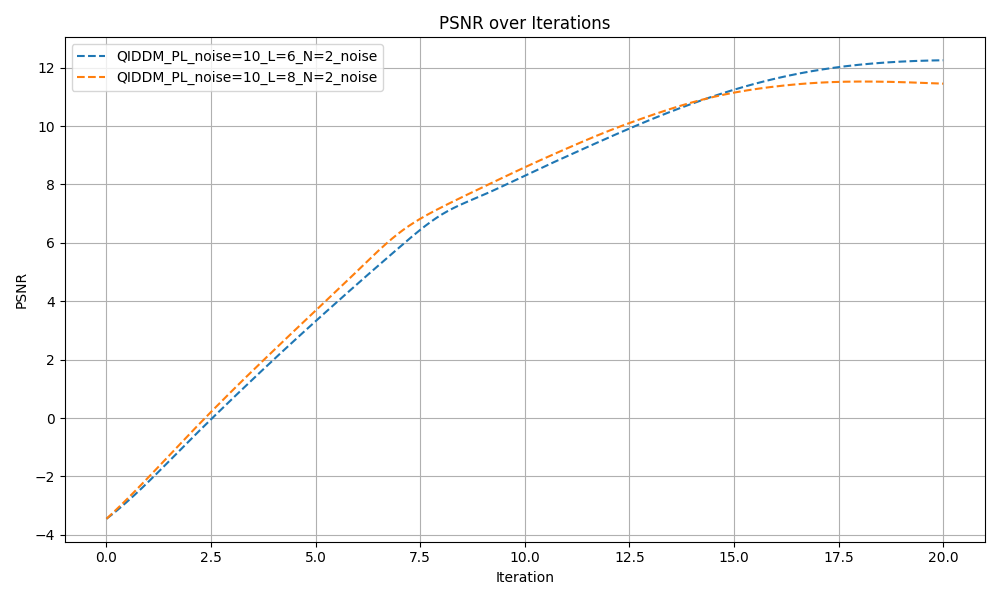 PSNR over Iterations
QIDDM_PL_noise=10_L=6_N=2_noise
QIDDM_PL_noise=10_L=8_N=2_noise
12
10
8
6
4
2
0
−2
−4
PSNR
0.0 2.5 5.0 7.5 10.0 12.5 15.0 17.5 20.0
Iteration